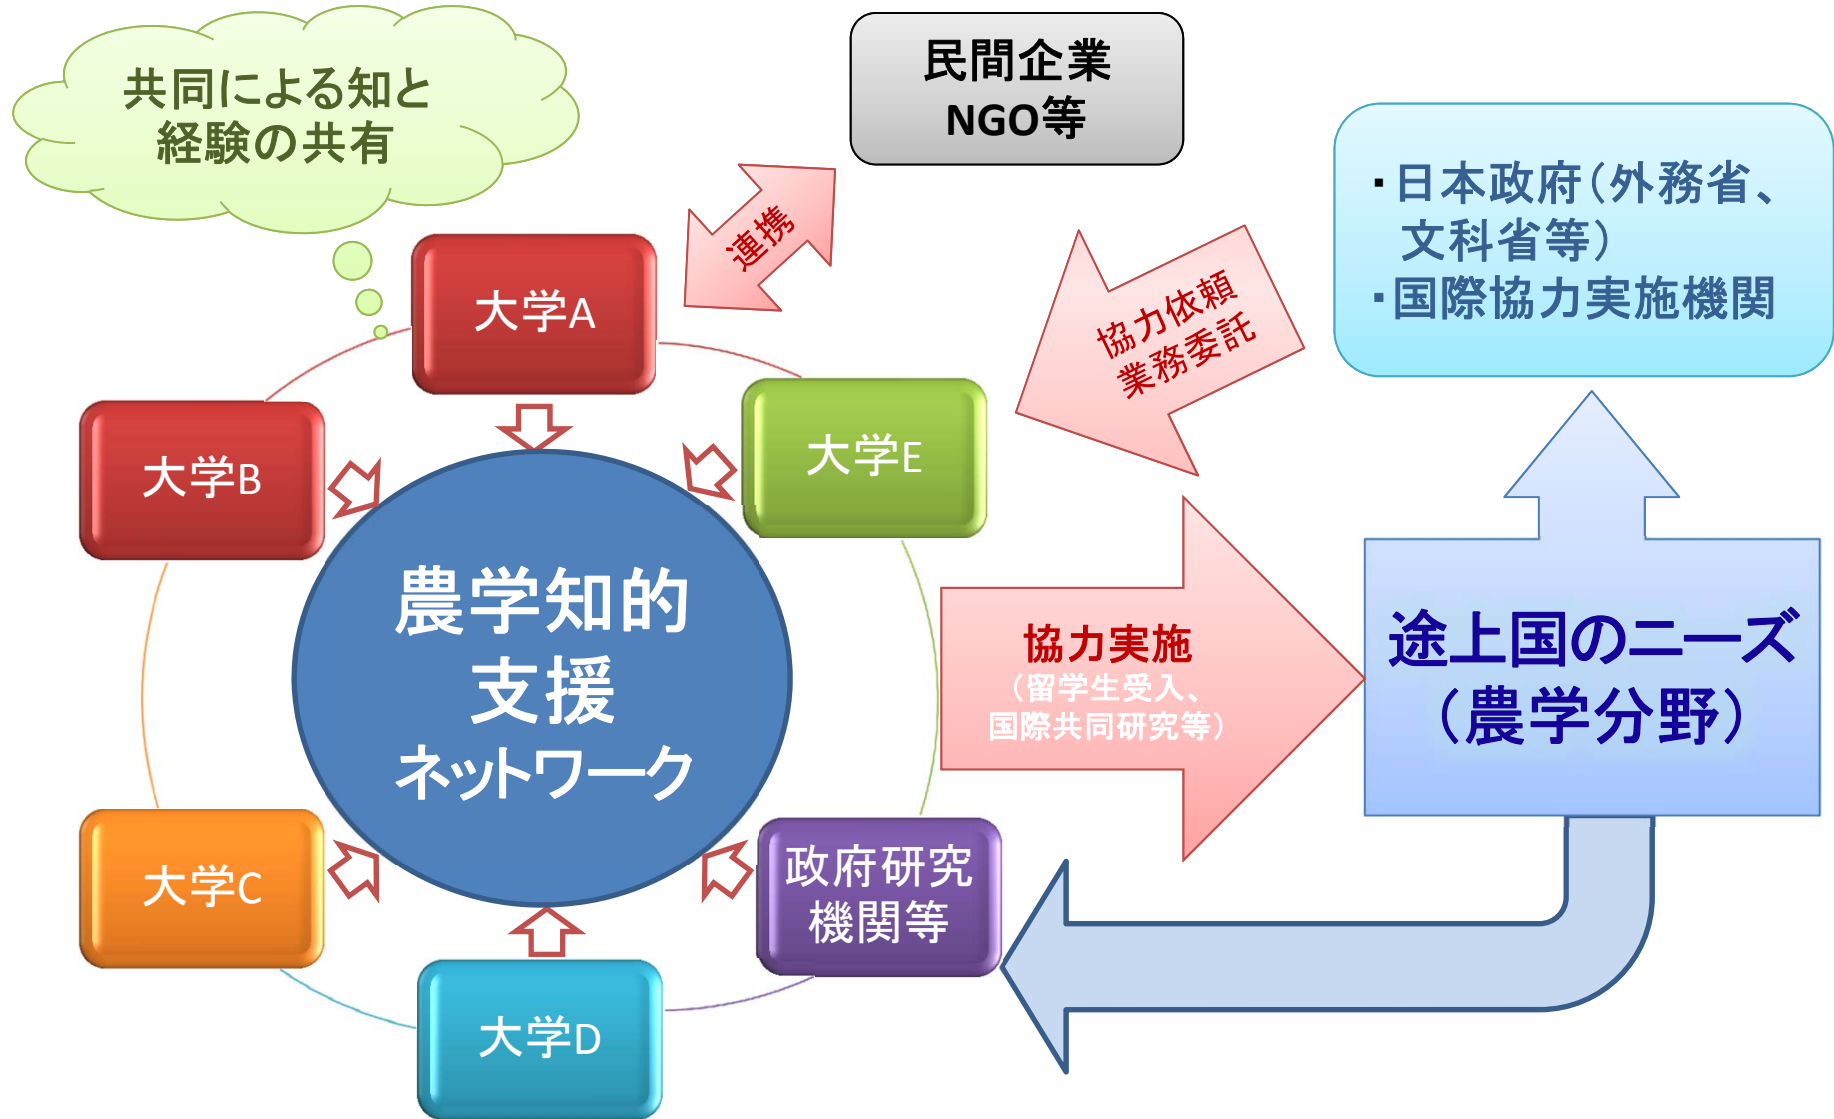 共同による知と
経験の共有
民間企業
NGO等
・日本政府（外務省、
文科省等）
・国際協力実施機関
連携
協力依頼
業務委託
大学A
大学B
大学E
農学知的
支援
ネットワーク
協力実施
（留学生受入、
国際共同研究等）
途上国のニーズ
（農学分野）
大学C
政府研究
機関等
大学D